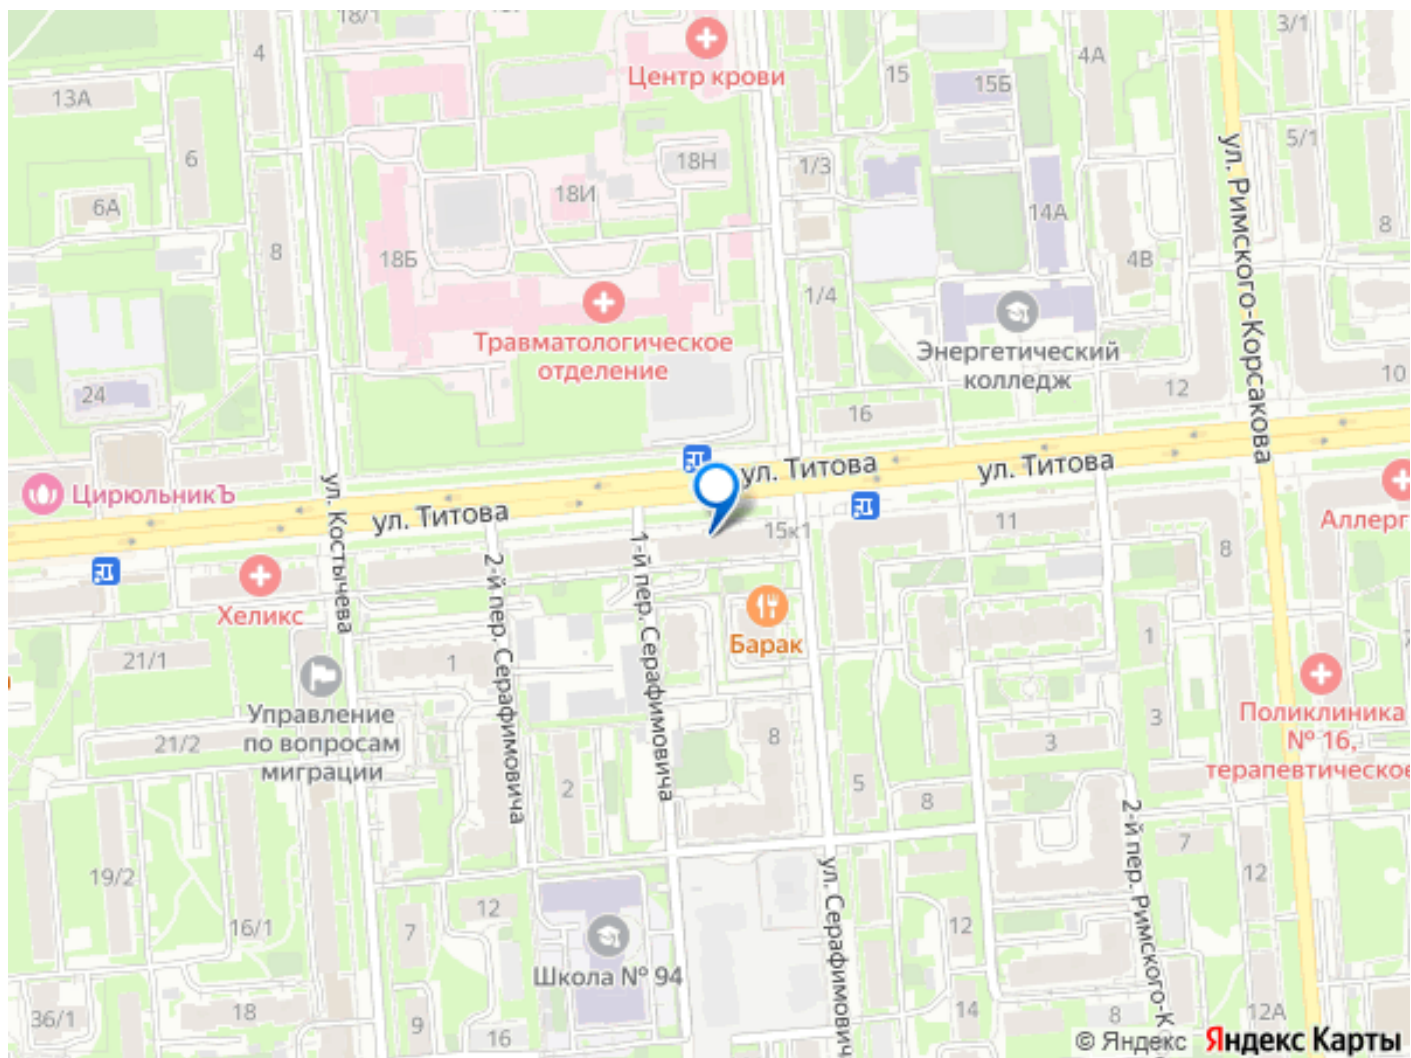 18/1
4
Центр крови
15
15Б
4А
3/1
13А
6
18Н
1/3
ул. Римского-Корсакова
5/1
6А
18И
14А
8
8
18Б
4В
1/4
Травматологическое
отделение
Энергетический
колледж
24
16
12
10
ул. Титова
ул. Титова
ЦирюльникЪ
ул. Костычева
ул. Титова
15к1
11
Аллерг
8
2-й пер. Серафимовича
1-й пер. Серафимовича
Хеликс
Барак
21/1
1
1
Управление
по вопросам
миграции
21/2
8
3
3
Поликлиника
№ 16,
терапевтическое
2
5
8
2-й пер. Римского-К
7
19/2
12
ул. Серафимович
16/1
7
12
12
Школа № 94
36/1
18
9
16
14
8
12А
© Яндекс Яндекс Карты